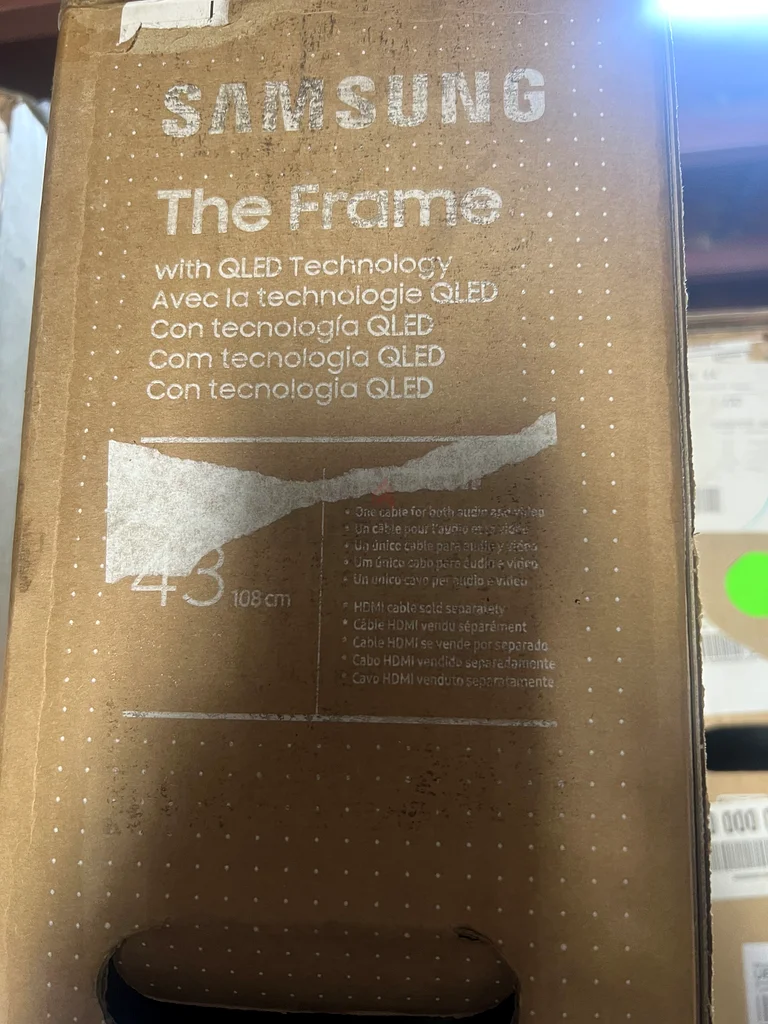 SAMSUNG
The Frame
with QLED Technology
Avec la technologie QLED
Con tecnología QLED
Com tecnologia QLED
Con tecnologia QLED
43 108 cm
• One cable for both audio and video
• Un câble pour l'audio et la vidéo
• Un único cable para audio y vídeo
• Um único cabo para áudio e vídeo
• Un unico cavo per audio e video
* HDMI cable sold separately
* Câble HDMI vendu séparément
* Cable HDMI se vende por separado
* Cabo HDMI vendido separadamente
* Cavo HDMI venduto separatamente
000